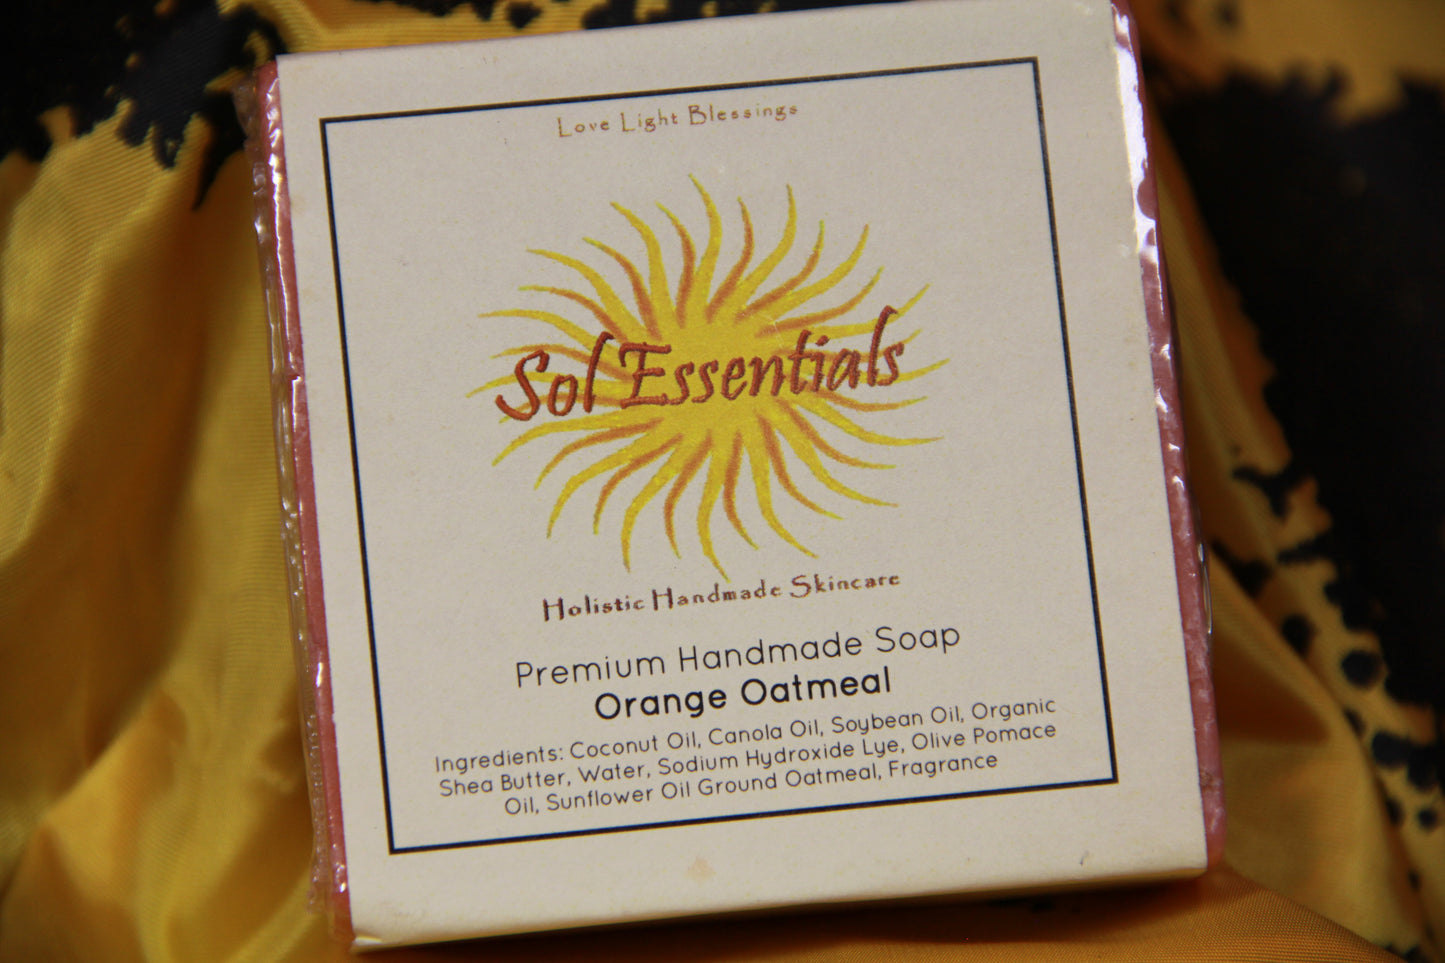 Love Light Blessings
Sol Essentials
Holistic Handmade Skincare
Premium Handmade Soap
Orange Oatmeal
Ingredients: Coconut Oil, Canola Oil, Soybean Oil, Organic
Shea Butter, Water, Sodium Hydroxide Lye, Olive Pomace
Oil, Sunflower Oil Ground Oatmeal, Fragrance